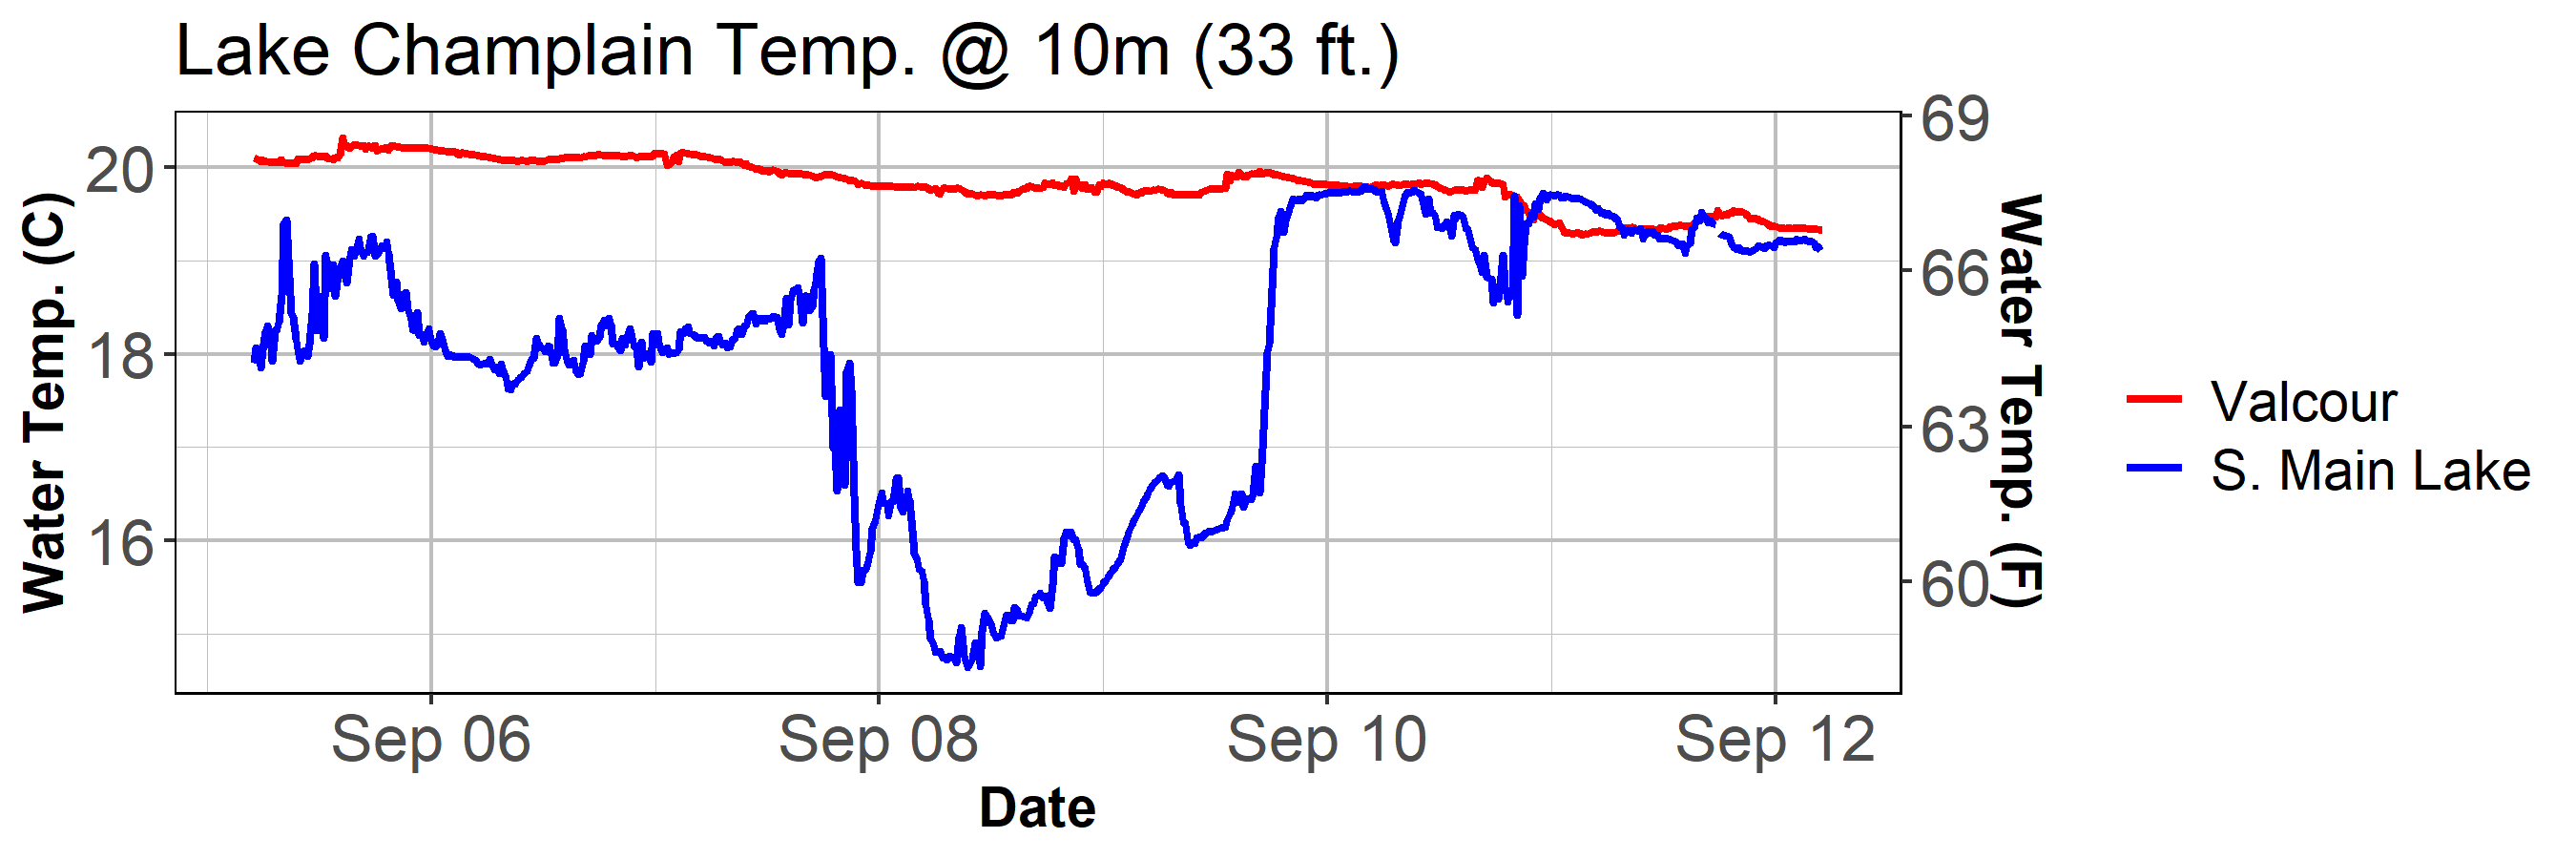 Lake Champlain Temp. @ 10m (33 ft.)
Water Temp. (C)
20
18
16
69
66
63
60
Water Temp. (F)
Sep 06
Sep 08
Sep 10
Sep 12
Date
Valcour
S. Main Lake